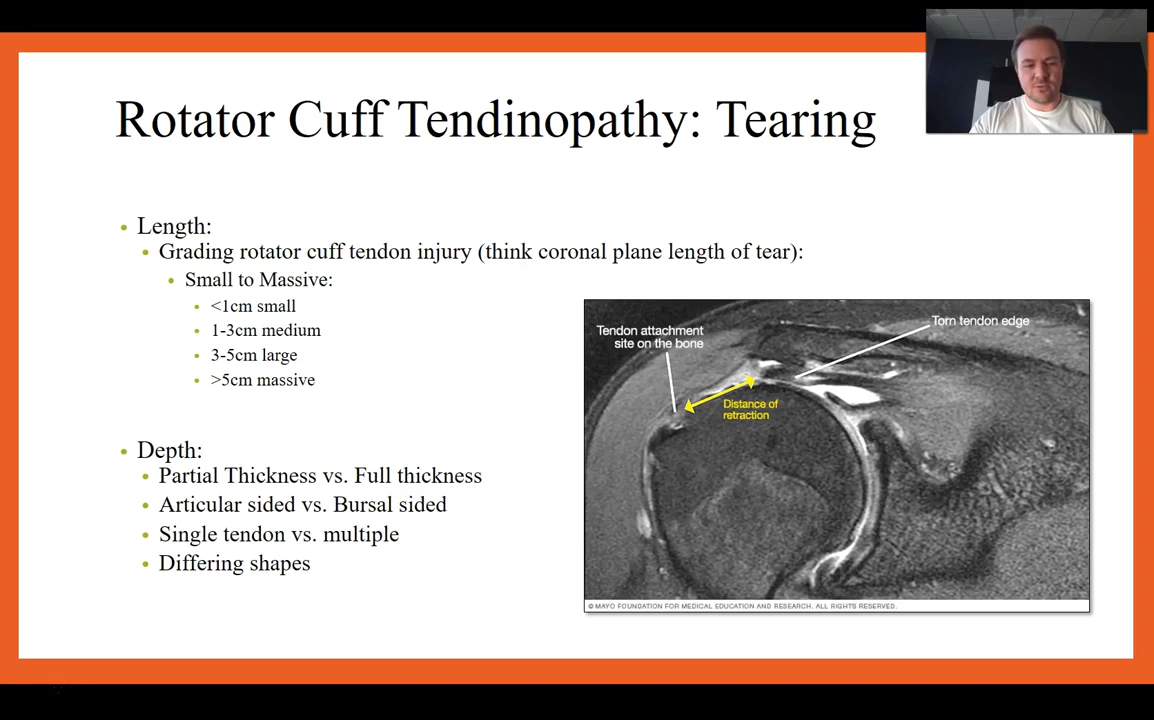 Rotator Cuff Tendinopathy: Tearing
Length:
Grading rotator cuff tendon injury (think coronal plane length of tear):
Small to Massive:
<1cm small
1-3cm medium
3-5cm large
>5cm massive
Depth:
Partial Thickness vs. Full thickness
Articular sided vs. Bursal sided
Single tendon vs. multiple
Differing shapes
Tendon attachment
site on the bone
Torn tendon edge
Distance of
retraction
© MAYO FOUNDATION FOR MEDICAL EDUCATION AND RESEARCH. ALL RIGHTS RESERVED.